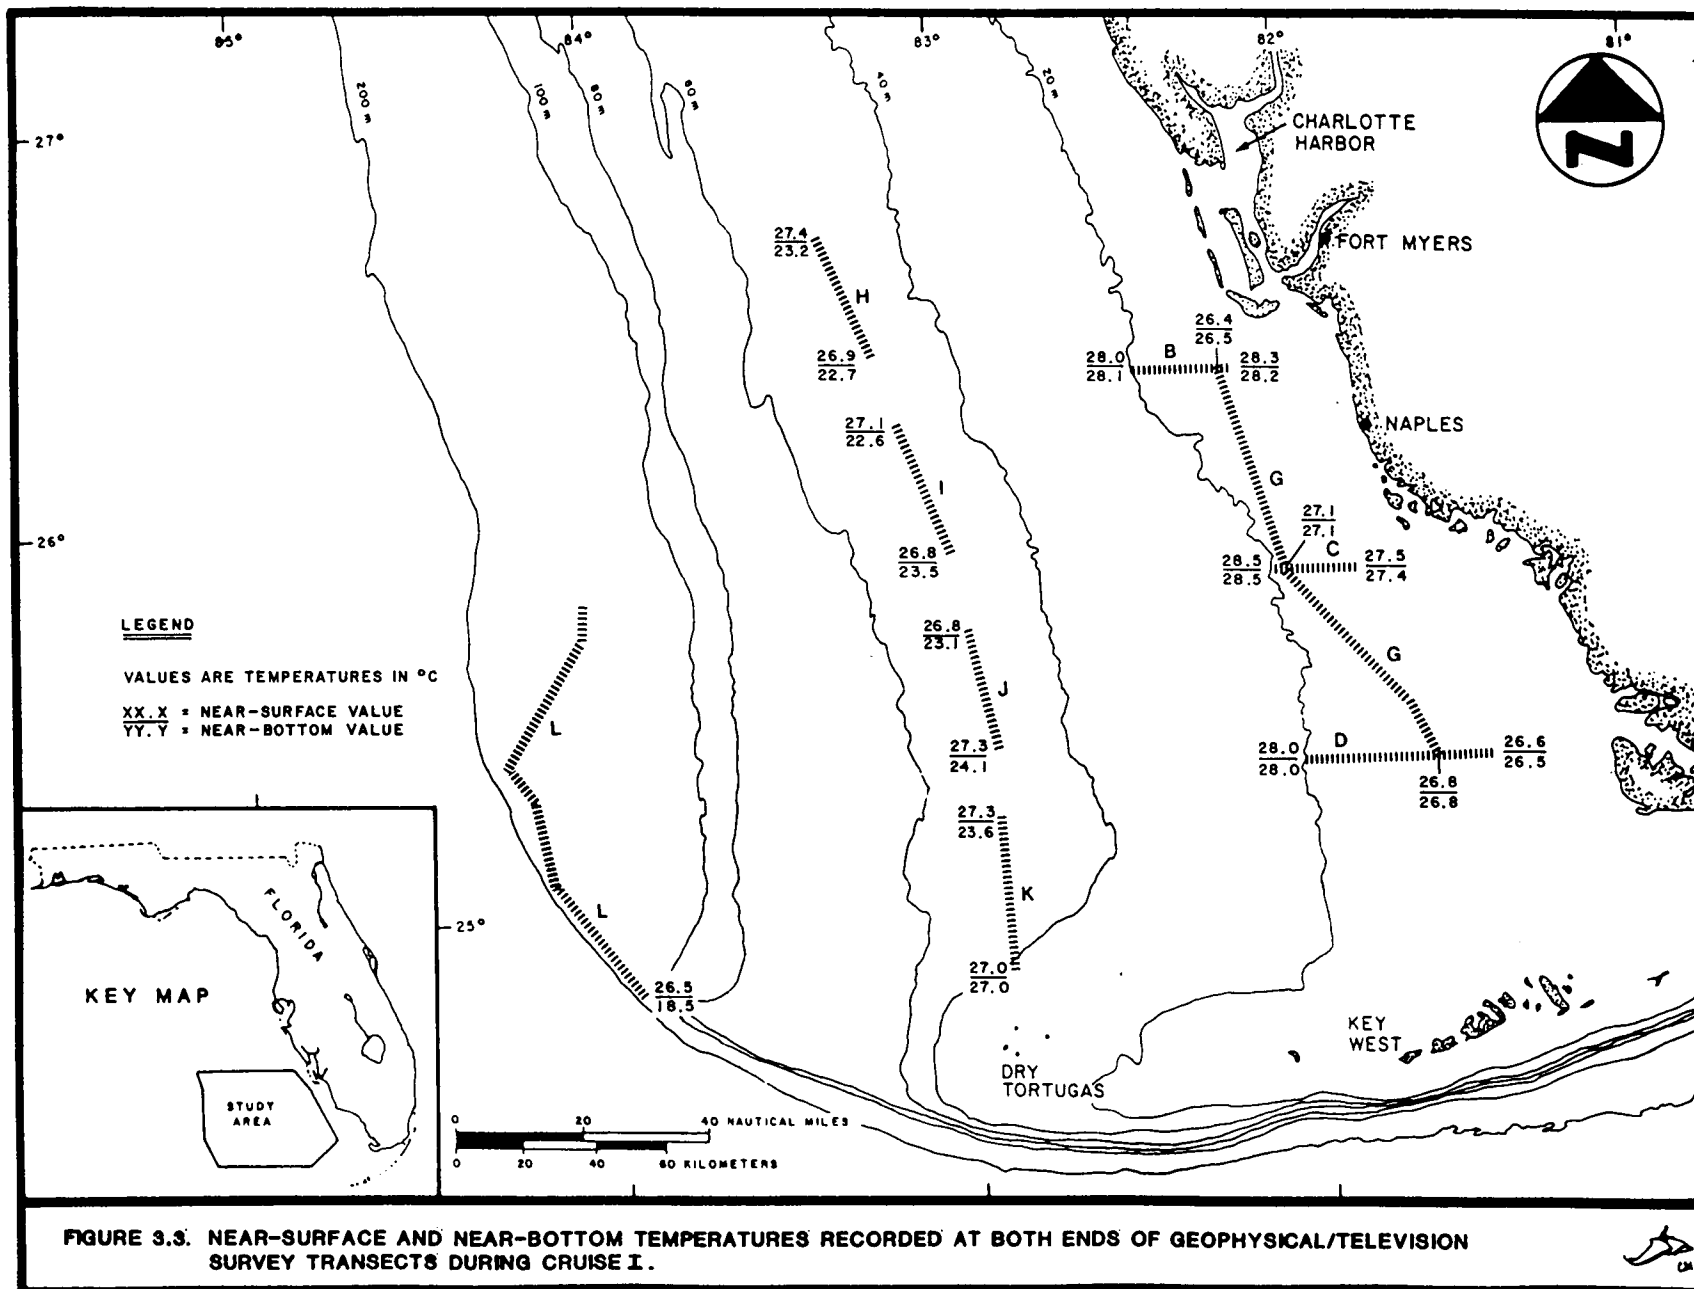 85°
84°
83°
82°
81°
200 m
100 m
80 m
60 m
40 m
20 m
27°
26°
25°
CHARLOTTE
HARBOR
FORT MYERS
NAPLES
N
27.4
23.2
H
26.9
22.7
27.1
22.6
I
26.8
23.5
26.8
23.1
J
27.3
24.1
27.3
23.6
K
27.0
27.0
26.4
26.5
28.0
28.1
B
28.3
28.2
G
27.1
27.1
28.5
28.5
C
27.5
27.4
G
28.0
28.0
D
26.6
26.5
26.8
26.8
L
L
26.5
18.5
LEGEND
VALUES ARE TEMPERATURES IN °C
XX.X = NEAR-SURFACE VALUE
YY.Y = NEAR-BOTTOM VALUE
FLORIDA
KEY MAP
STUDY
AREA
KEY
WEST
DRY
TORTUGAS
0 20 40 NAUTICAL MILES
0 20 40 60 KILOMETERS
FIGURE 3.3. NEAR-SURFACE AND NEAR-BOTTOM TEMPERATURES RECORDED AT BOTH ENDS OF GEOPHYSICAL/TELEVISION
SURVEY TRANSECTS DURING CRUISE I.